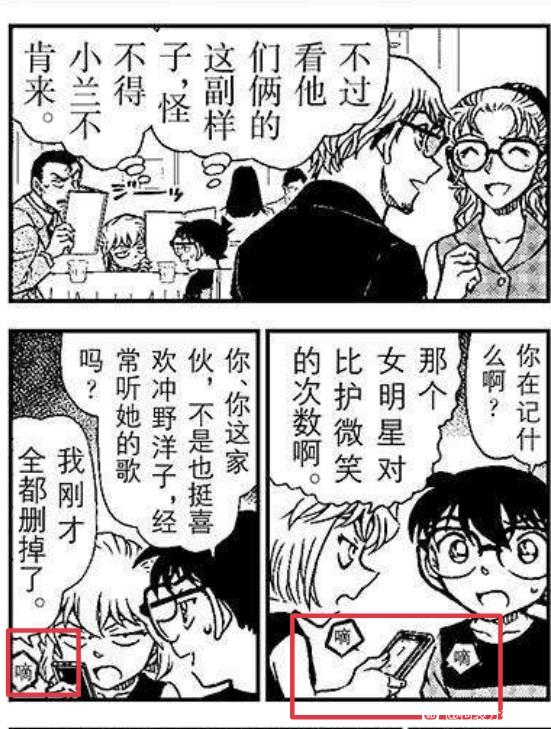 不过
看他
们俩的
这副样
子，怪
不得
小兰不
肯来。
你在记什
么啊？
那个
女明星对
比护微笑
的次数啊。
嘀
嘀
你、你这家
伙，不是也挺喜
欢冲野洋子，经
常听她的歌
吗？
我刚才
全都删掉了。
嘀